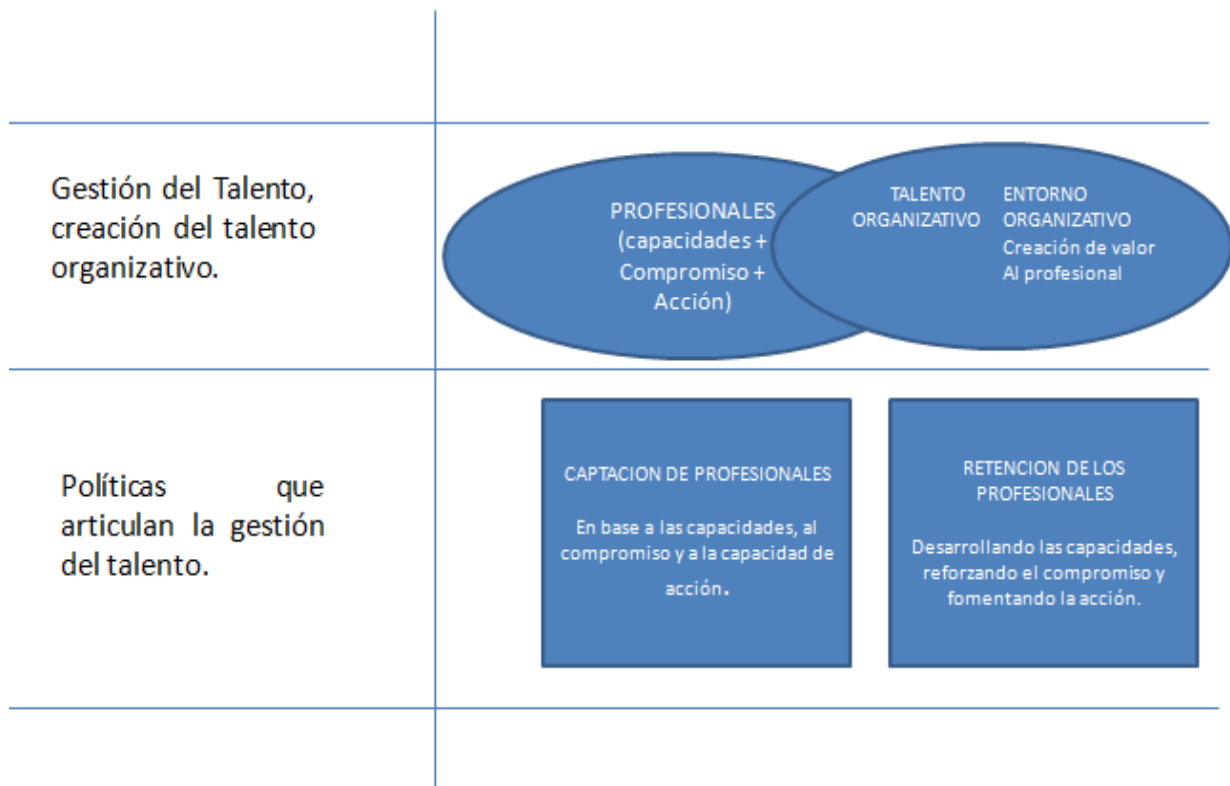 Gestión del Talento,
creación del talento
organizativo.
PROFESIONALES
(capacidades +
Compromiso +
Acción)
TALENTO
ORGANIZATIVO
ENTORNO
ORGANIZATIVO
Creación de valor
Al profesional
Políticas que
articulan la gestión
del talento.
CAPTACION DE PROFESIONALES
En base a las capacidades, al
compromiso y a la capacidad de
acción.
RETENCION DE LOS
PROFESIONALES
Desarrollando las capacidades,
reforzando el compromiso y
fomentando la acción.